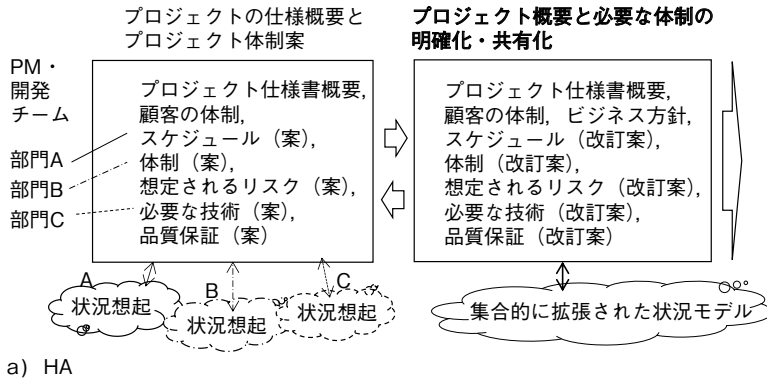 プロジェクトの仕様概要と
プロジェクト体制案
プロジェクト概要と必要な体制の
明確化・共有化
PM・
開発
チーム
部門A
部門B
部門C
プロジェクト仕様書概要,
顧客の体制,
スケジュール（案）,
体制（案）,
想定されるリスク（案）,
必要な技術（案）,
品質保証（案）
プロジェクト仕様書概要,
顧客の体制，ビジネス方針,
スケジュール（改訂案）,
体制（改訂案）,
想定されるリスク（改訂案）,
必要な技術（改訂案）,
品質保証（改訂案）
A
状況想起
B
状況想起
C
状況想起
集合的に拡張された状況モデル
a) HA